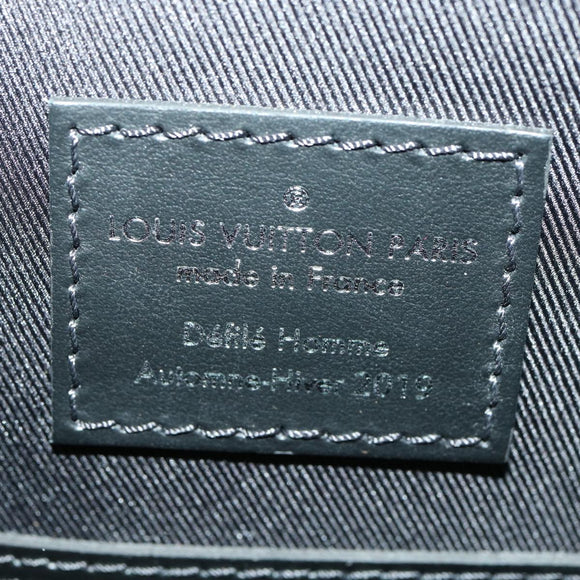 ®
LOUIS VUITTON PARIS
made in France
Défilé Homme
Automne-Hiver 2019